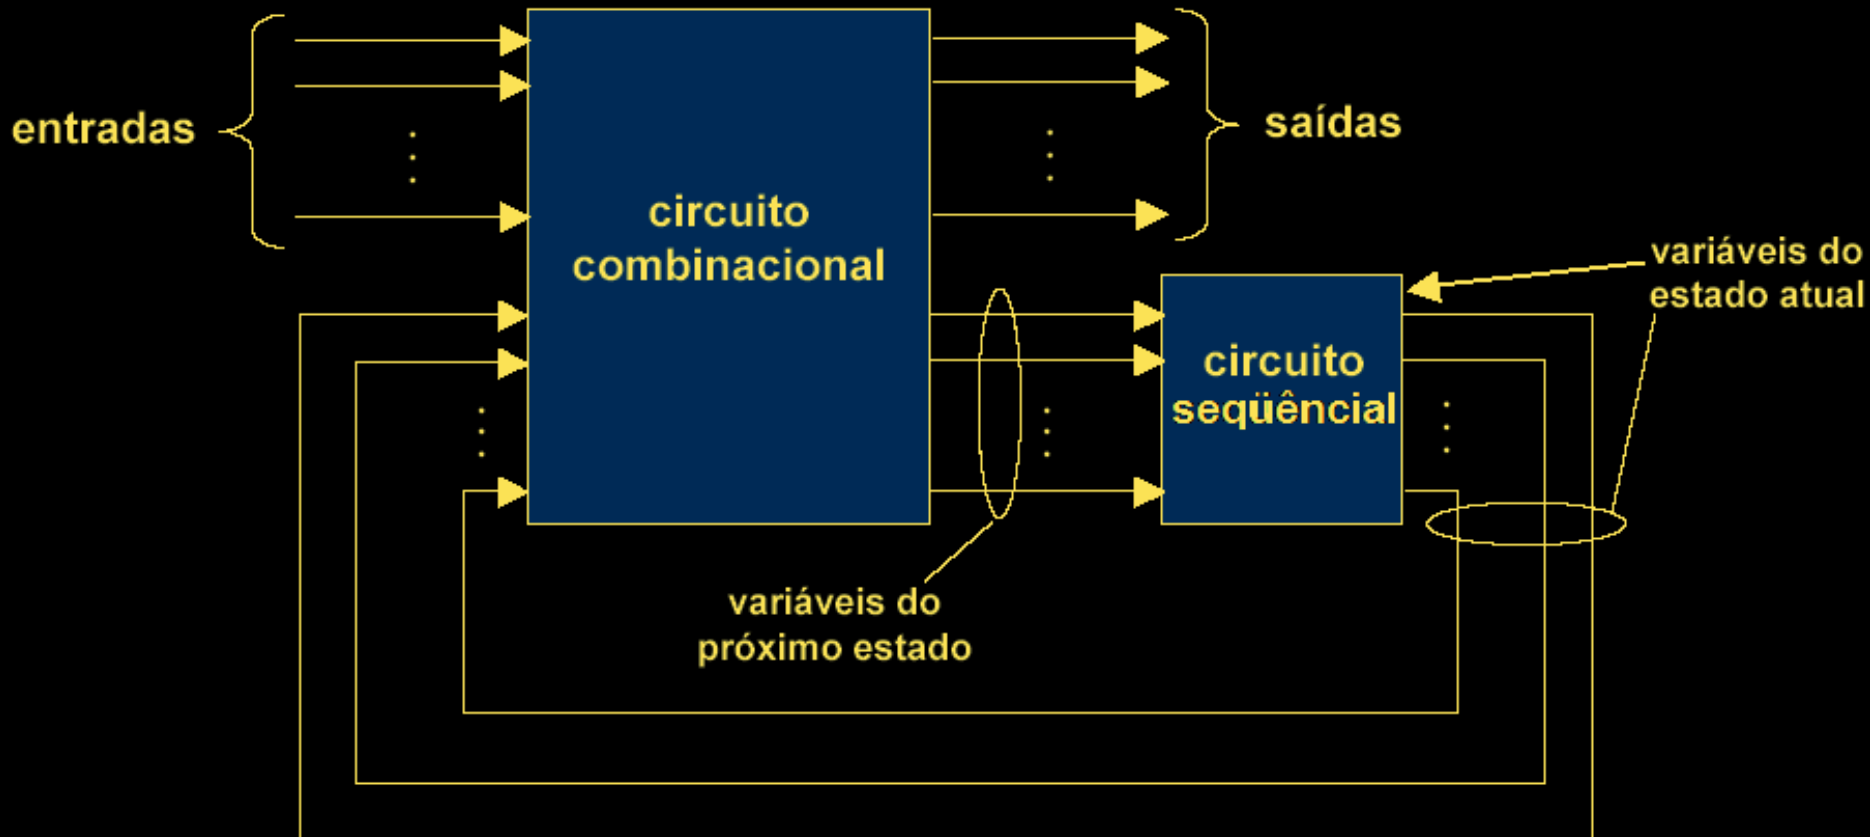 entradas
circuito
combinacional
saídas
variáveis do
estado atual
circuito
seqüêncial
variáveis do
próximo estado